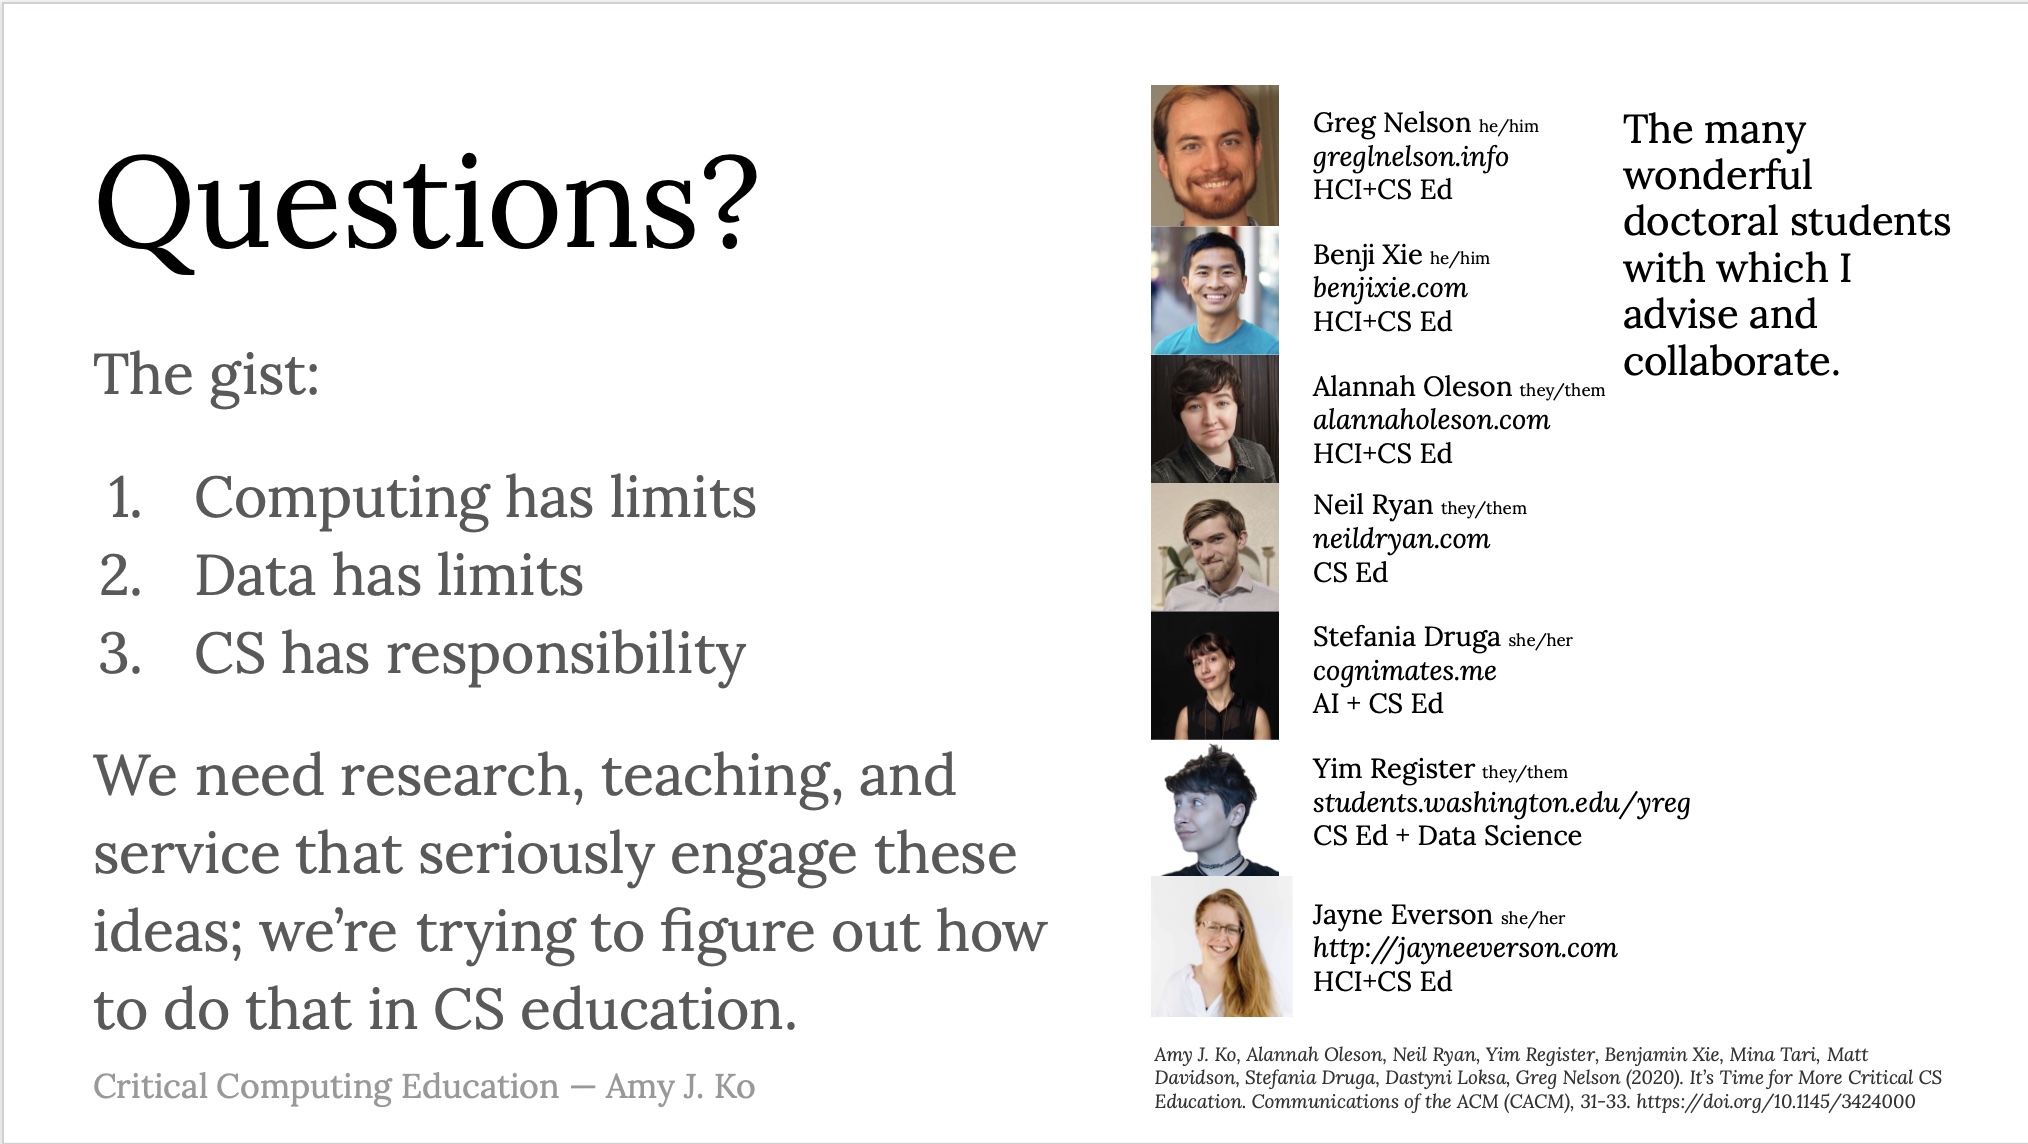 Questions?
The gist:
1. Computing has limits
2. Data has limits
3. CS has responsibility
We need research, teaching, and
service that seriously engage these
ideas; we’re trying to figure out how
to do that in CS education.
Critical Computing Education — Amy J. Ko
Greg Nelson he/him
greglnelson.info
HCI+CS Ed
Benji Xie he/him
benjixie.com
HCI+CS Ed
Alannah Oleson they/them
alannaholeson.com
HCI+CS Ed
Neil Ryan they/them
neildryan.com
CS Ed
Stefania Druga she/her
cognimates.me
AI + CS Ed
Yim Register they/them
students.washington.edu/yreg
CS Ed + Data Science
Jayne Everson she/her
http://jayneeverson.com
HCI+CS Ed
The many
wonderful
doctoral students
with which I
advise and
collaborate.
Amy J. Ko, Alannah Oleson, Neil Ryan, Yim Register, Benjamin Xie, Mina Tari, Matt
Davidson, Stefania Druga, Dastyni Loksa, Greg Nelson (2020). It’s Time for More Critical CS
Education. Communications of the ACM (CACM), 31-33. https://doi.org/10.1145/3424000